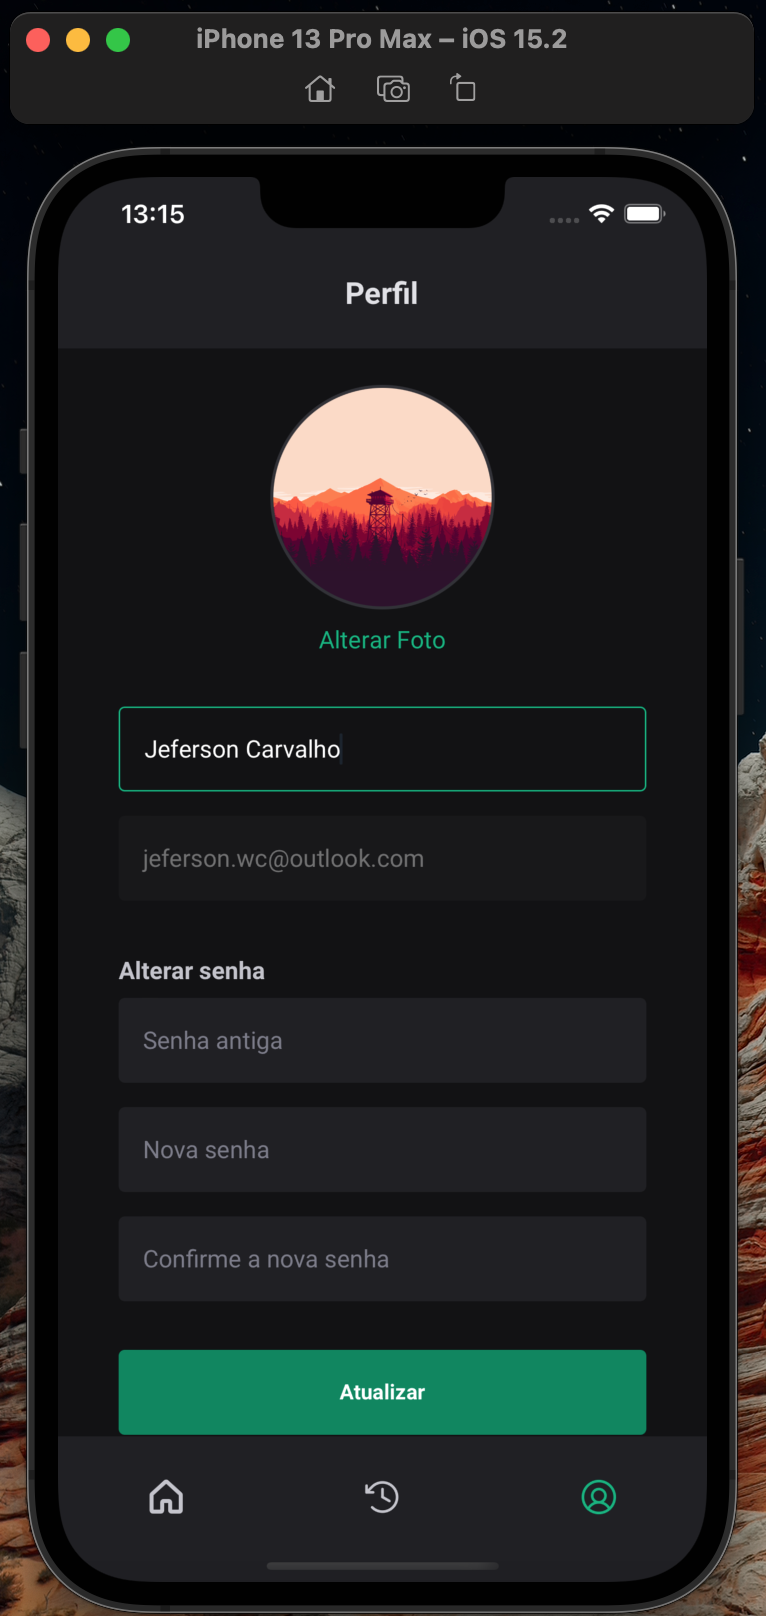 iPhone 13 Pro Max – iOS 15.2
13:15
Perfil
Alterar Foto
Jeferson Carvalho
jeferson.wc@outlook.com
Alterar senha
Senha antiga
Nova senha
Confirme a nova senha
Atualizar